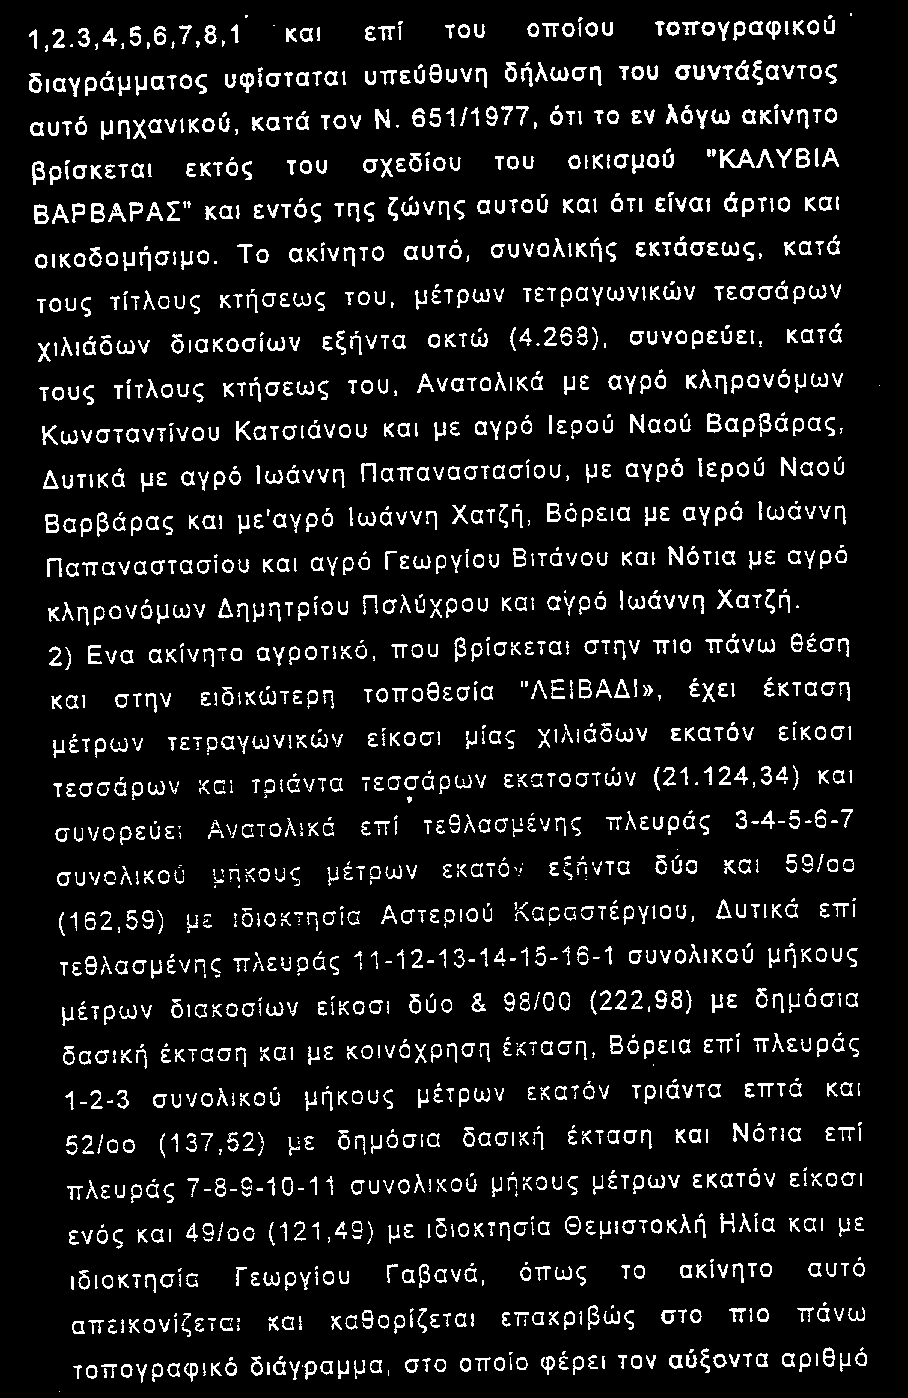 1,2.3,4,5,6,7,8,1 και επί του οποίου τοπογραφικού
διαγράμματος υφίσταται υπεύθυνη δήλωση του συντάξαντος
αυτό μηχανικού, κατά τον Ν. 651/1977, ότι το εν λόγω ακίνητο
βρίσκεται εκτός του σχεδίου του οικισμού "ΚΑΛΥΒΙΑ
ΒΑΡΒΑΡΑΣ" και εντός της ζώνης αυτού και ότι είναι άρτιο και
οικοδομήσιμο. Το ακίνητο αυτό, συνολικής εκτάσεως, κατά
τους τίτλους κτήσεως του, μέτρων τετραγωνικών τεσσάρων
χιλιάδων διακοσίων εξήντα οκτώ (4.268), συνορεύει, κατά
τους τίτλους κτήσεως του, Ανατολικά με αγρό κληρονόμων
Κωνσταντίνου Κατσιάνου και με αγρό Ιερού Ναού Βαρβάρας,
Δυτικά με αγρό Ιωάννη Παπαναστασίου, με αγρό Ιερού Ναού
Βαρβάρας και με'αγρό Ιωάννη Χατζή, Βόρεια με αγρό Ιωάννη
Παπαναστασίου και αγρό Γεωργίου Βιτάνου και Νότια με αγρό
κληρονόμων Δημητρίου Πολύχρου και αγρό Ιωάννη Χατζή.
2) Ενα ακίνητο αγροτικό, που βρίσκεται στην πιο πάνω θέση
και στην ειδικώτερη τοποθεσία "ΛΕΙΒΑΔΙ», έχει έκταση
μέτρων τετραγωνικών είκοσι μίας χιλιάδων εκατόν είκοσι
τεσσάρων και τριάντα τεσσάρων εκατοστών (21.124,34) και
συνορεύει Ανατολικά επί τεθλασμένης πλευράς 3-4-5-6-7
συνολικού μήκους μέτρων εκατόν εξήντα δύο και 59/οο
(162,59) με ιδιοκτησία Αστεριού Καραστέργιου, Δυτικά επί
τεθλασμένης πλευράς 11-12-13-14-15-16-1 συνολικού μήκους
μέτρων διακοσίων είκοσι δύο & 98/00 (222,98) με δημόσια
δασική έκταση και με κοινόχρηση έκταση, Βόρεια επί πλευράς
1-2-3 συνολικού μήκους μέτρων εκατόν τριάντα επτά και
52/οο (137,52) με δημόσια δασική έκταση και Νότια επί
πλευράς 7-8-9-10-11 συνολικού μήκους μέτρων εκατόν είκοσι
ενός και 49/οο (121,49) με ιδιοκτησία Θεμιστοκλή Ηλία και με
ιδιοκτησία Γεωργίου Γαβανά, όπως το ακίνητο αυτό
απεικονίζεται και καθορίζεται επακριβώς στο πιο πάνω
τοπογραφικό διάγραμμα, στο οποίο φέρει τον αύξοντα αριθμό